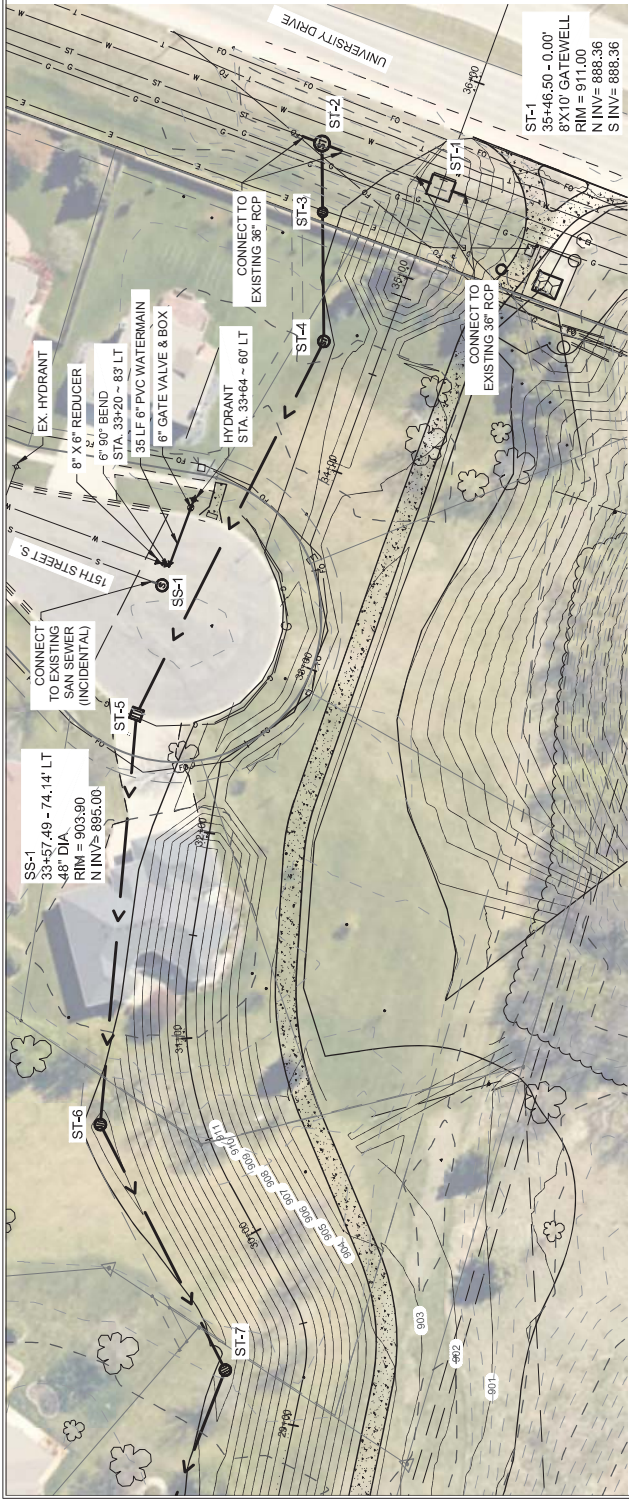 UNIVERSITY DRIVE
36+00
ST-1
35+46.50 - 0.00'
8'X10' GATEWELL
RIM = 911.00
N INV= 888.36
S INV= 888.36
ST-2
ST-3
ST-4
ST-1
CONNECT TO
EXISTING 36" RCP
35+00
CONNECT TO
EXISTING 36" RCP
EX. HYDRANT
8" X 6" REDUCER
6" 90° BEND
STA. 33+20 ~ 83' LT
35 LF 6" PVC WATERMAIN
6" GATE VALVE & BOX
HYDRANT
STA. 33+64 ~ 60' LT
34+00
15TH STREET S.
SS-1
CONNECT
TO EXISTING
SAN SEWER
(INCIDENTAL)
33+00
ST-5
SS-1
33+57.49 - 74.14' LT
48" DIA.
RIM = 903.90
N INV= 895.00
32+00
31+00
ST-6
911
910
909
908
907
906
905
904
30+00
ST-7
29+00
903
902
901